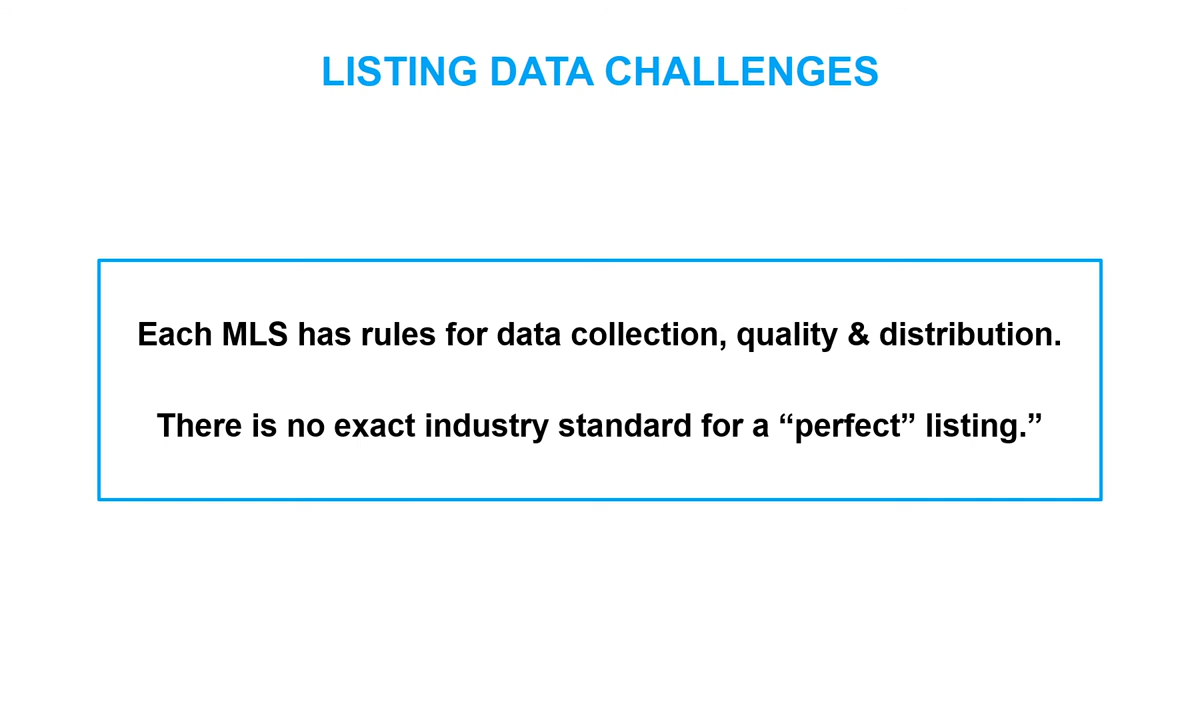 LISTING DATA CHALLENGES
Each MLS has rules for data collection, quality & distribution.
There is no exact industry standard for a “perfect” listing.”